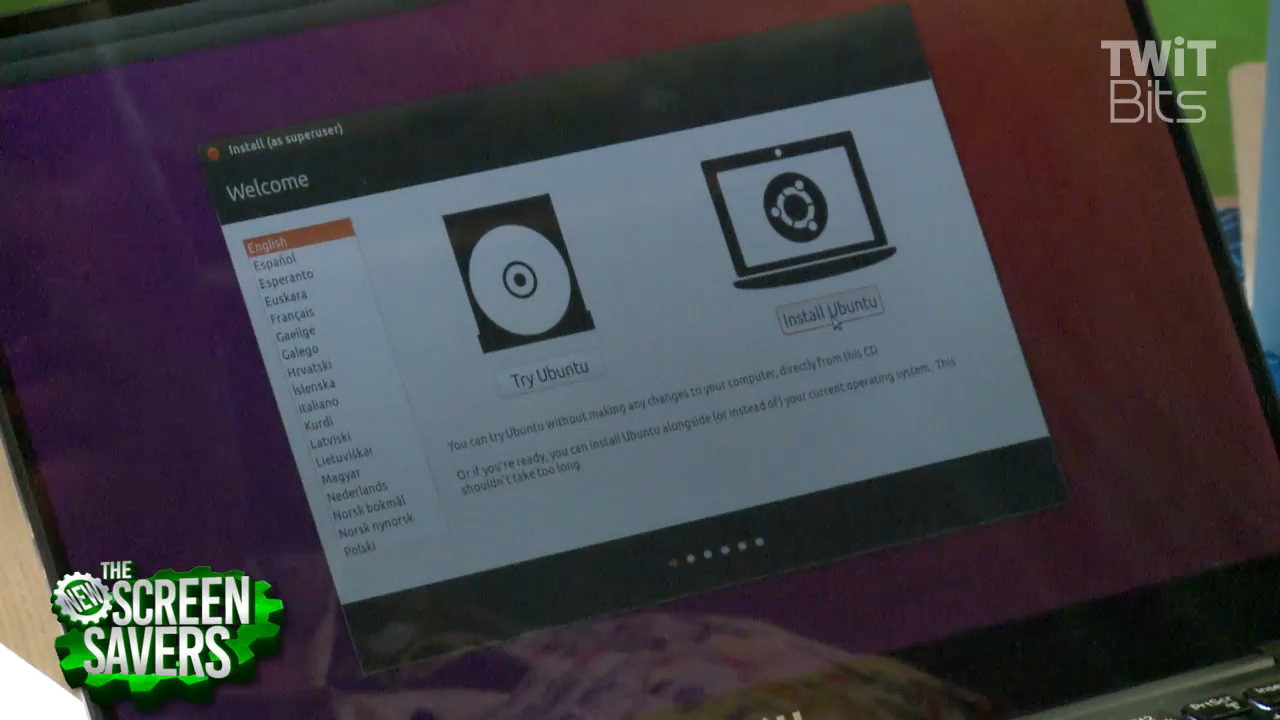 TWiT
Bits
Install (as superuser)
Welcome
English
Español
Esperanto
Euskara
Français
Gaeilge
Galego
Hrvatski
Íslenska
Italiano
Kurdî
Latviski
Lietuviškai
Magyar
Nederlands
Norsk bokmål
Norsk nynorsk
Polski
Try Ubuntu
Install Ubuntu
You can try Ubuntu without making any changes to your computer, directly from this CD
Or if you're ready, you can install Ubuntu alongside (or instead of) your current operating system. This
shouldn't take too long.
THE
NEW
SCREEN
SAVERS
PrtSc